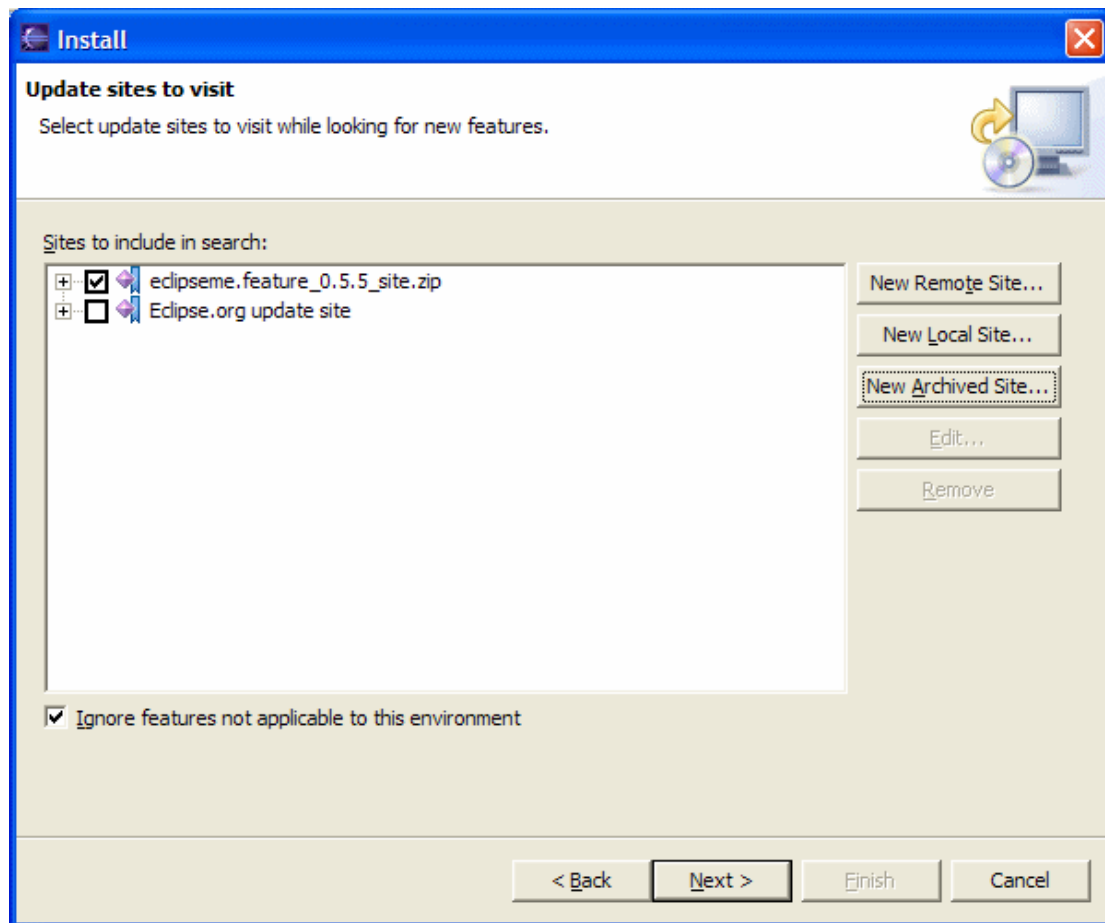 Install
Update sites to visit
Select update sites to visit while looking for new features.
Sites to include in search:
eclipseme.feature_0.5.5_site.zip
Eclipse.org update site
New Remote Site...
New Local Site...
New Archived Site...
Edit...
Remove
Ignore features not applicable to this environment
< Back
Next >
Finish
Cancel